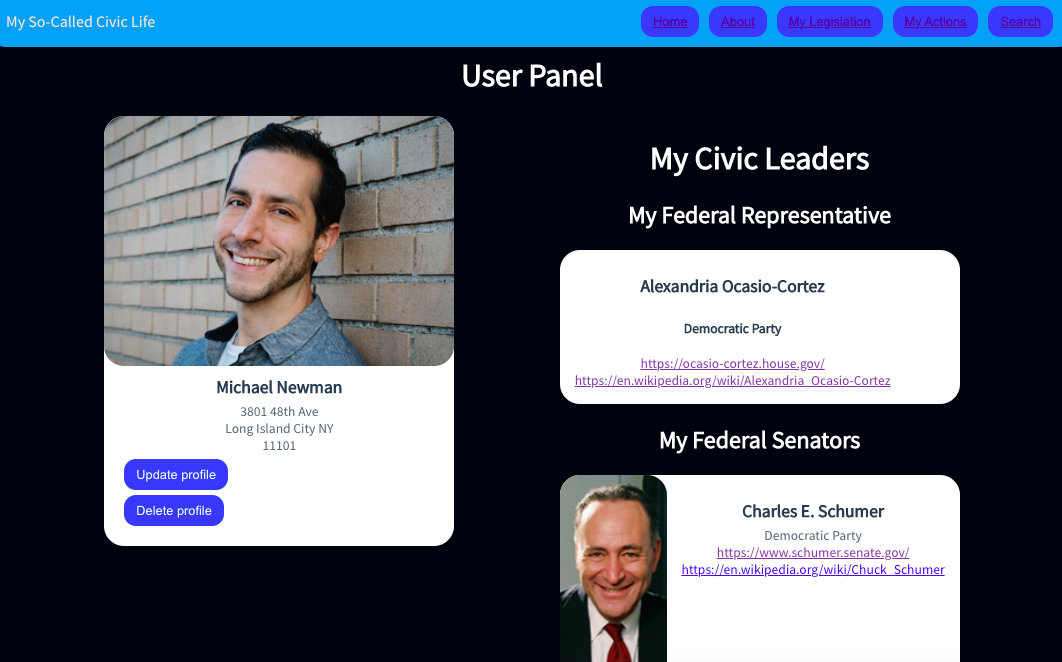 My So-Called Civic Life
Home
About
My Legislation
My Actions
Search
User Panel
Michael Newman
3801 48th Ave
Long Island City NY
11101
Update profile
Delete profile
My Civic Leaders
My Federal Representative
Alexandria Ocasio-Cortez
Democratic Party
https://ocasio-cortez.house.gov/
https://en.wikipedia.org/wiki/Alexandria_Ocasio-Cortez
My Federal Senators
Charles E. Schumer
Democratic Party
https://www.schumer.senate.gov/
https://en.wikipedia.org/wiki/Chuck_Schumer